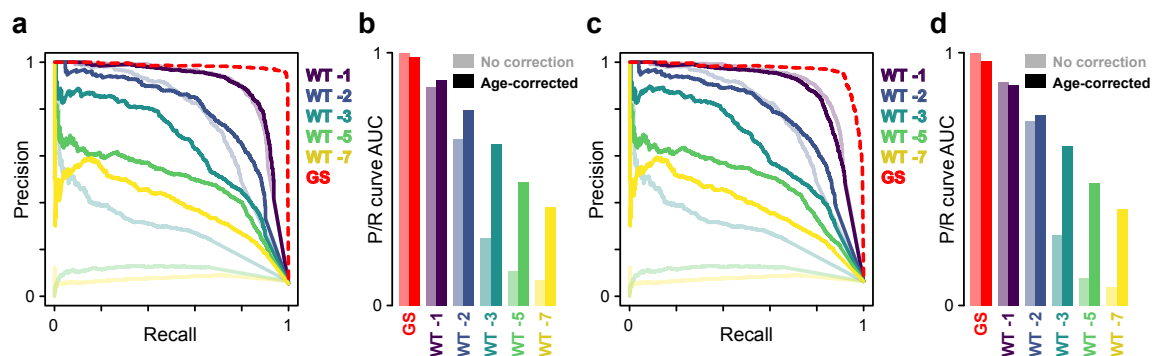 a
Precision
1
0
0
Recall
1
WT -1
WT -2
WT -3
WT -5
WT -7
GS
b
P/R curve AUC
1
0
No correction
Age-corrected
GS
WT -1
WT -2
WT -3
WT -5
WT -7
c
Precision
1
0
0
Recall
1
WT -1
WT -2
WT -3
WT -5
WT -7
GS
d
P/R curve AUC
1
0
No correction
Age-corrected
GS
WT -1
WT -2
WT -3
WT -5
WT -7